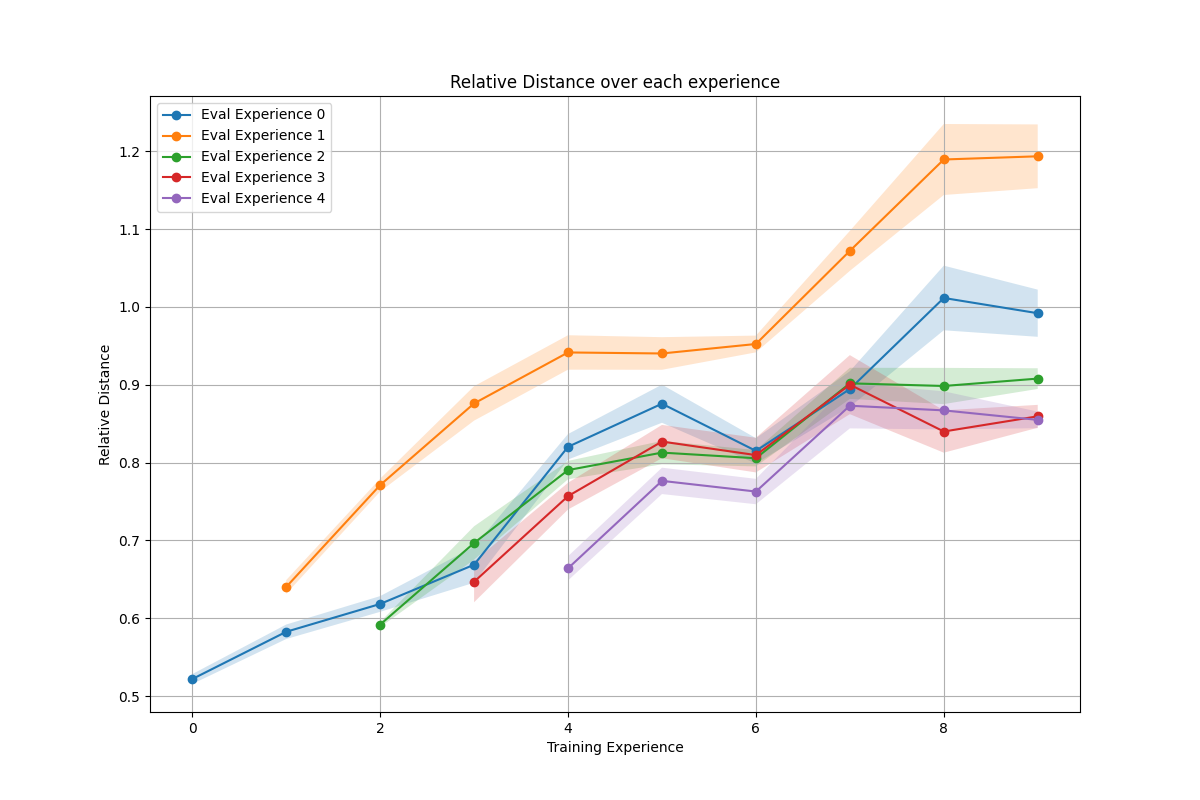 Relative Distance over each experience
Eval Experience 0
Eval Experience 1
Eval Experience 2
Eval Experience 3
Eval Experience 4
1.2
1.1
1.0
0.9
0.8
0.7
0.6
0.5
Relative Distance
0 2 4 6 8
Training Experience